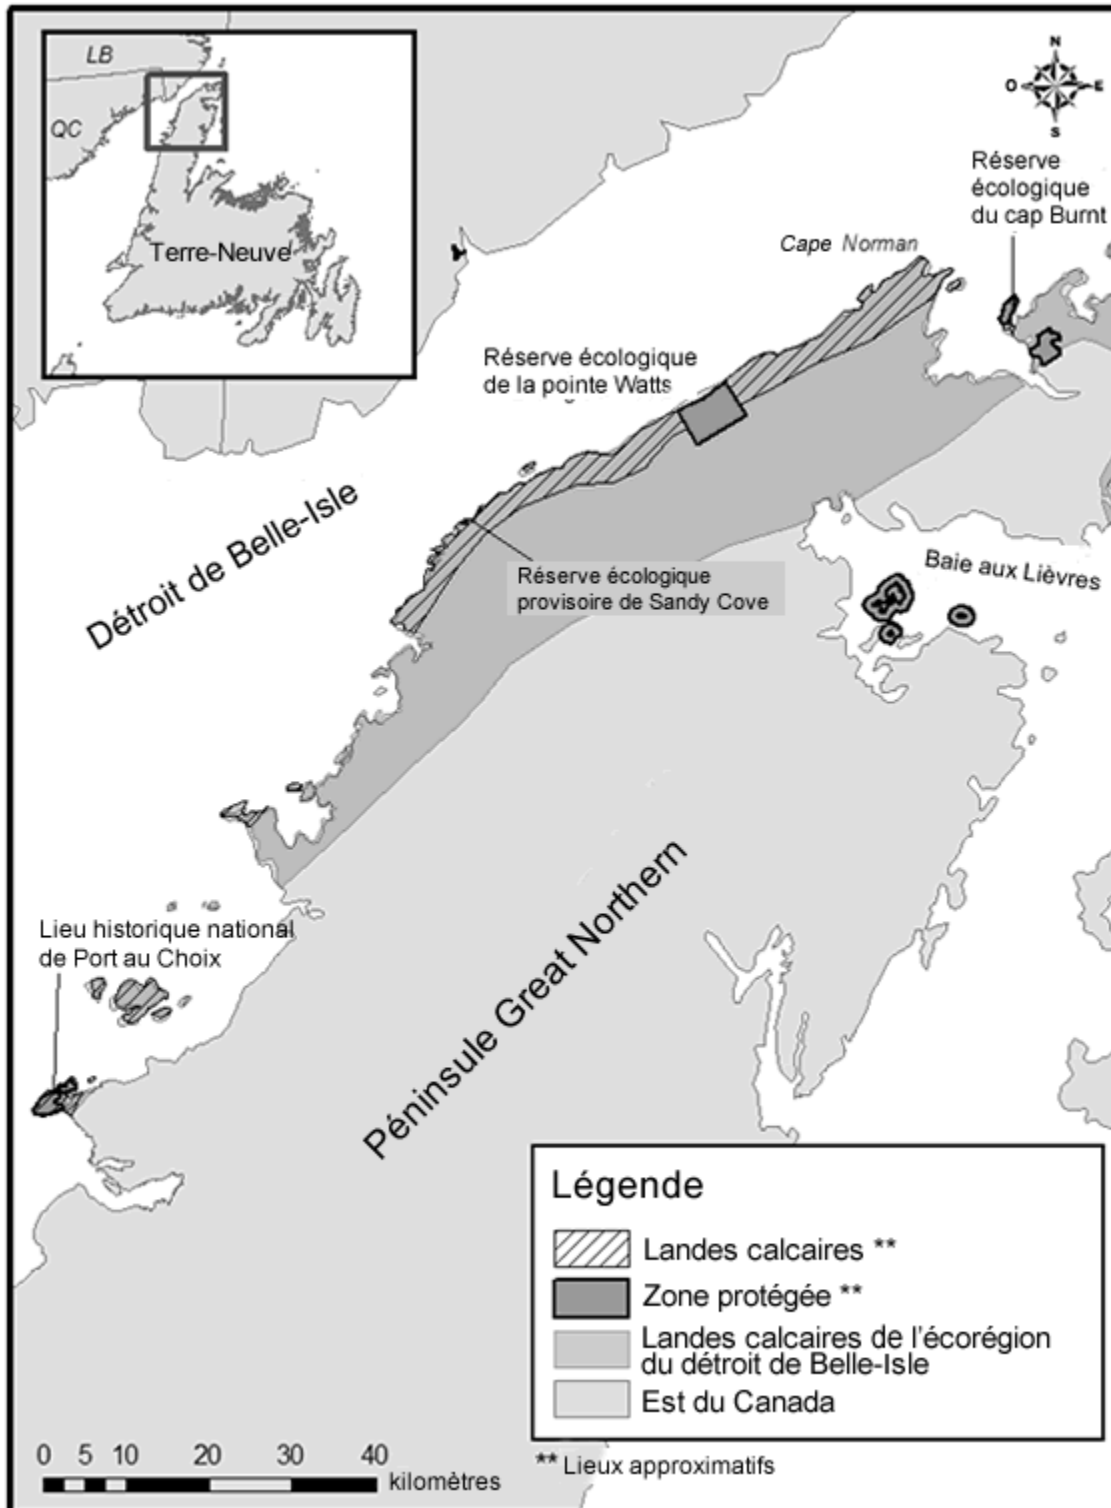 LB
QC
Terre-Neuve
N
O
E
S
Réserve
écologique
du cap Burnt
Cape Norman
Réserve écologique
de la pointe Watts
Détroit de Belle-Isle
Réserve écologique
provisoire de Sandy Cove
Baie aux Lièvres
Péninsule Great Northern
Lieu historique national
de Port au Choix
Légende
Landes calcaires **
Zone protégée **
Landes calcaires de l'écorégion
du détroit de Belle-Isle
Est du Canada
** Lieux approximatifs
0 5 10 20 30 40
kilomètres